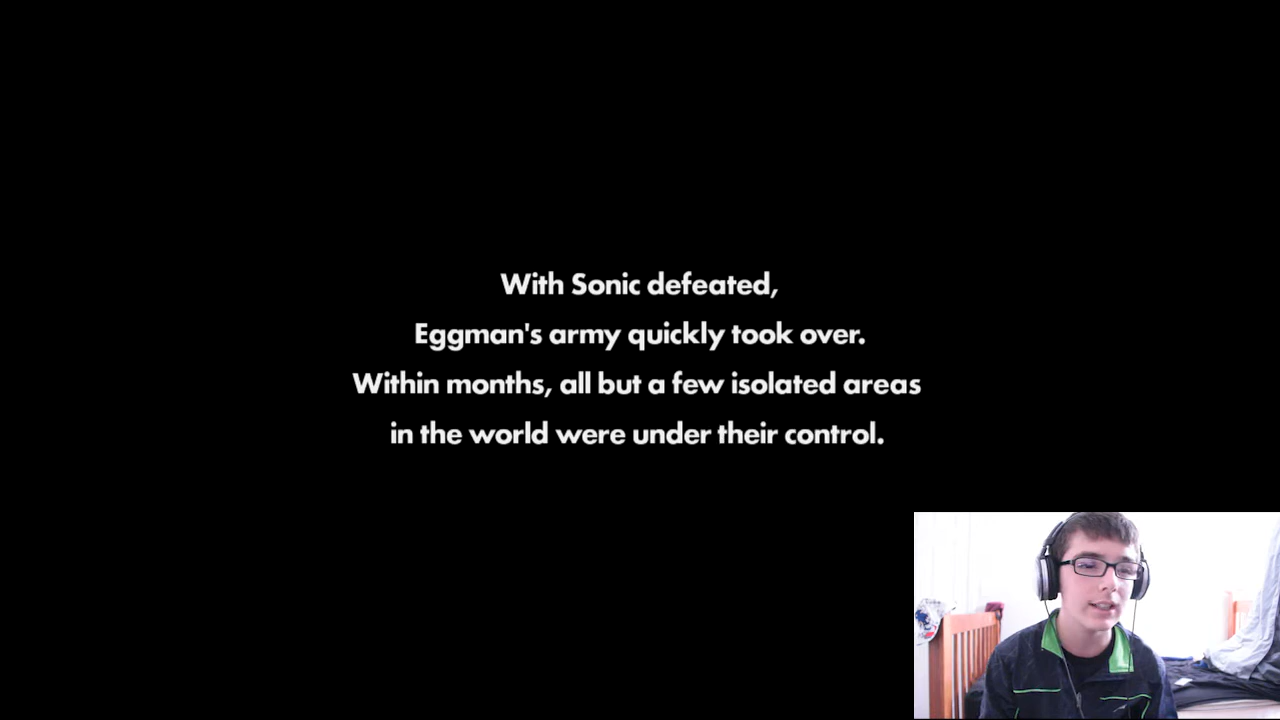 With Sonic defeated,
Eggman's army quickly took over.
Within months, all but a few isolated areas
in the world were under their control.